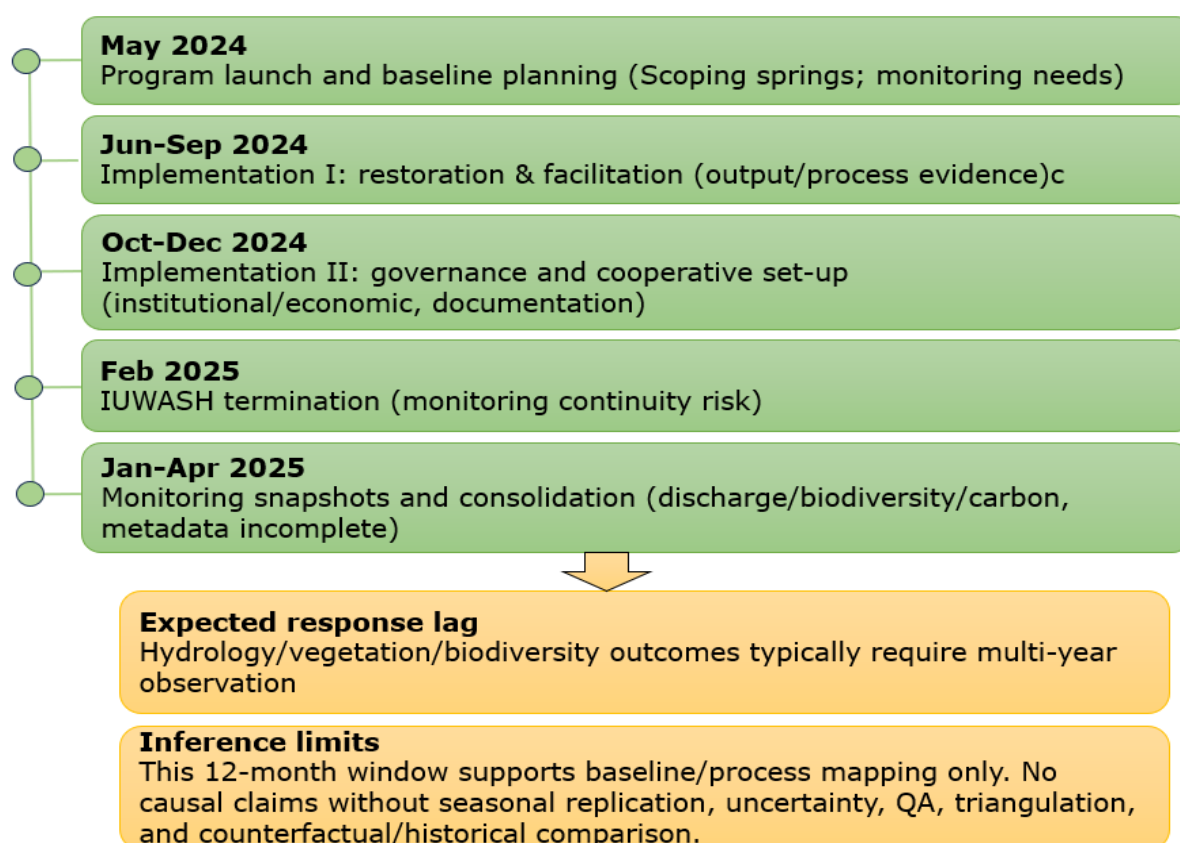 May 2024
Program launch and baseline planning (Scoping springs; monitoring needs)
Jun-Sep 2024
Implementation I: restoration & facilitation (output/process evidence)c
Oct-Dec 2024
Implementation II: governance and cooperative set-up
(institutional/economic, documentation)
Feb 2025
IUWASH termination (monitoring continuity risk)
Jan-Apr 2025
Monitoring snapshots and consolidation (discharge/biodiversity/carbon,
metadata incomplete)
Expected response lag
Hydrology/vegetation/biodiversity outcomes typically require multi-year
observation
Inference limits
This 12-month window supports baseline/process mapping only. No
causal claims without seasonal replication, uncertainty, QA, triangulation,
and counterfactual/historical comparison.